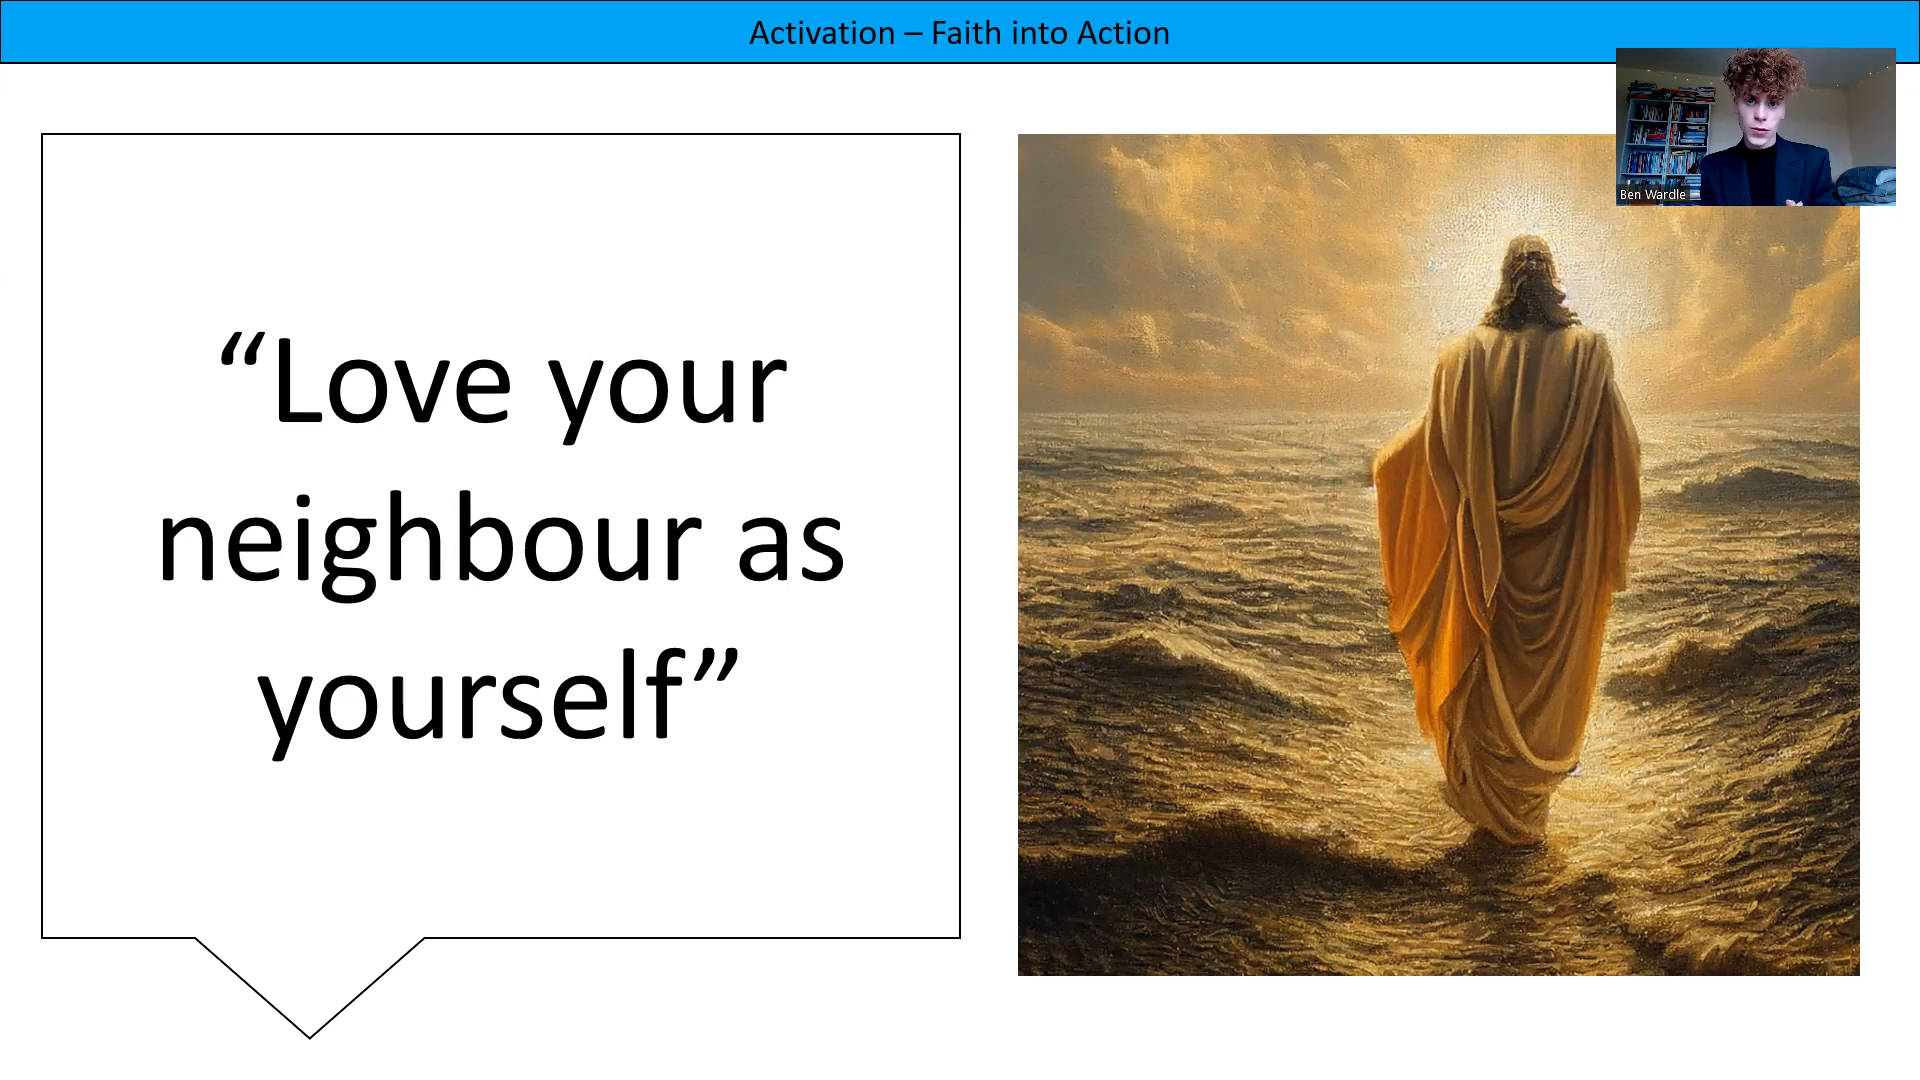 Activation – Faith into Action
Ben Wardle
“Love your
neighbour as
yourself”